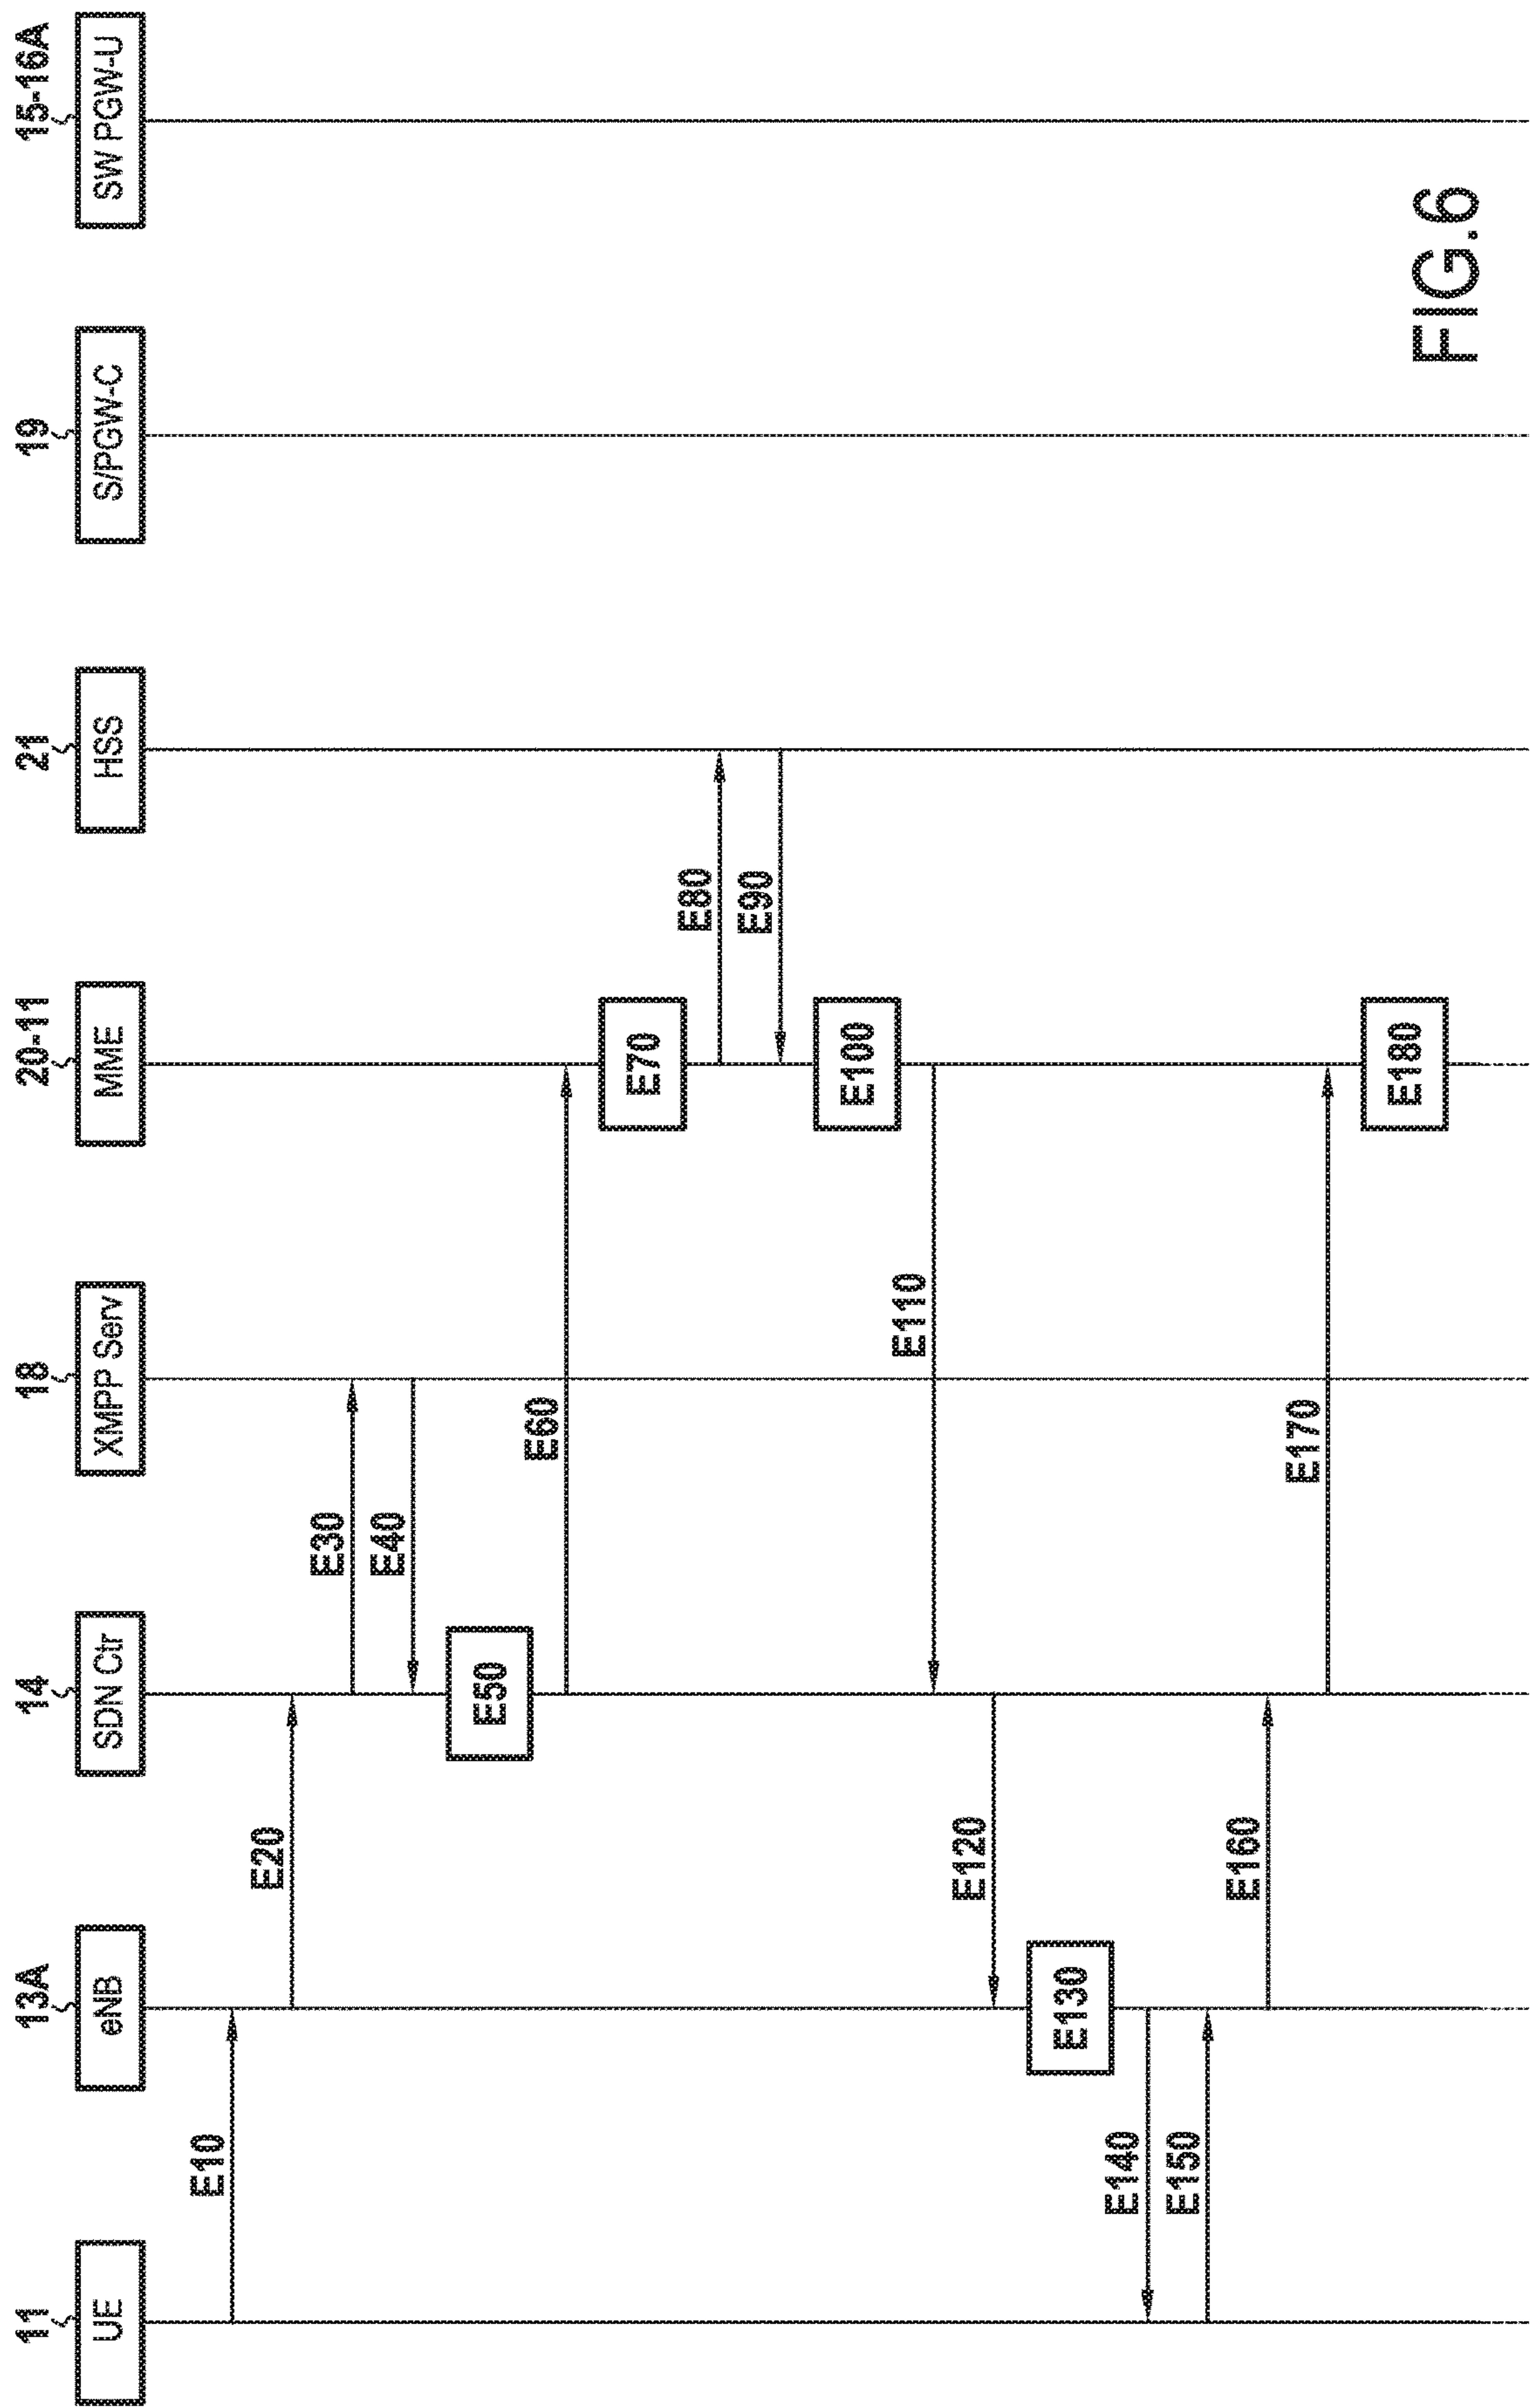 11
13A
14
18
20-11
21
19
15-16A
UE
eNB
SDN Ctr
XMPP Serv
MME
HSS
S/PGW-C
SW PGW-U
E10
E20
E30
E40
E50
E60
E70
E80
E90
E100
E110
E120
E130
E140
E150
E160
E170
E180
FIG.6